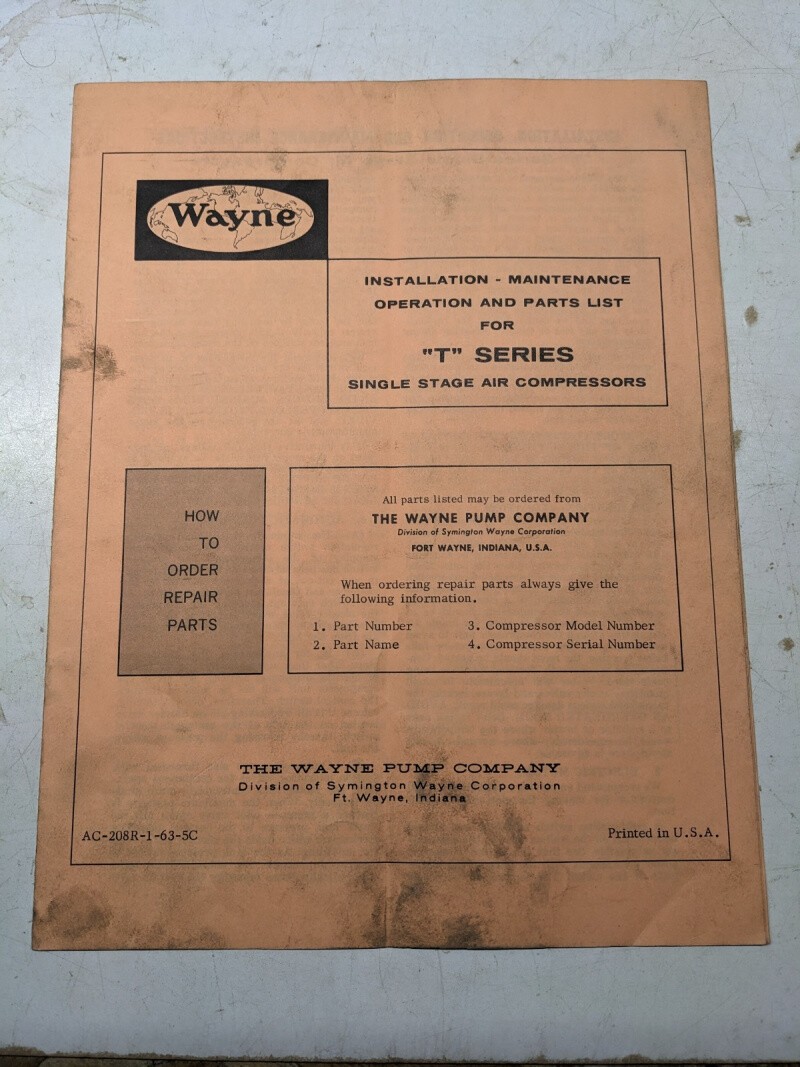 Wayne
INSTALLATION - MAINTENANCE
OPERATION AND PARTS LIST
FOR
"T" SERIES
SINGLE STAGE AIR COMPRESSORS
HOW
TO
ORDER
REPAIR
PARTS
All parts listed may be ordered from
THE WAYNE PUMP COMPANY
Division of Symington Wayne Corporation
FORT WAYNE, INDIANA, U.S.A.
When ordering repair parts always give the
following information.
1. Part Number 3. Compressor Model Number
2. Part Name 4. Compressor Serial Number
THE WAYNE PUMP COMPANY
Division of Symington Wayne Corporation
Ft. Wayne, Indiana
AC-208R-1-63-5C Printed in U.S.A.